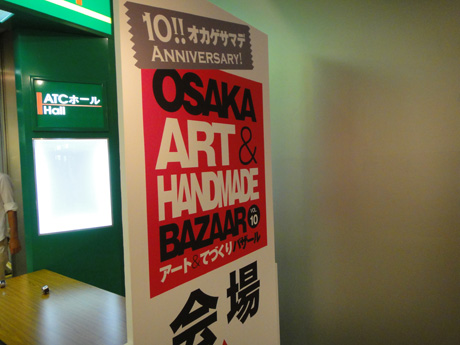 10!! オカゲサマデ
ANNIVERSARY!
ATCホール
Hall
OSAKA
ART &
HANDMADE
BAZAAR VOL 10
アート&てづくりバザール
会場